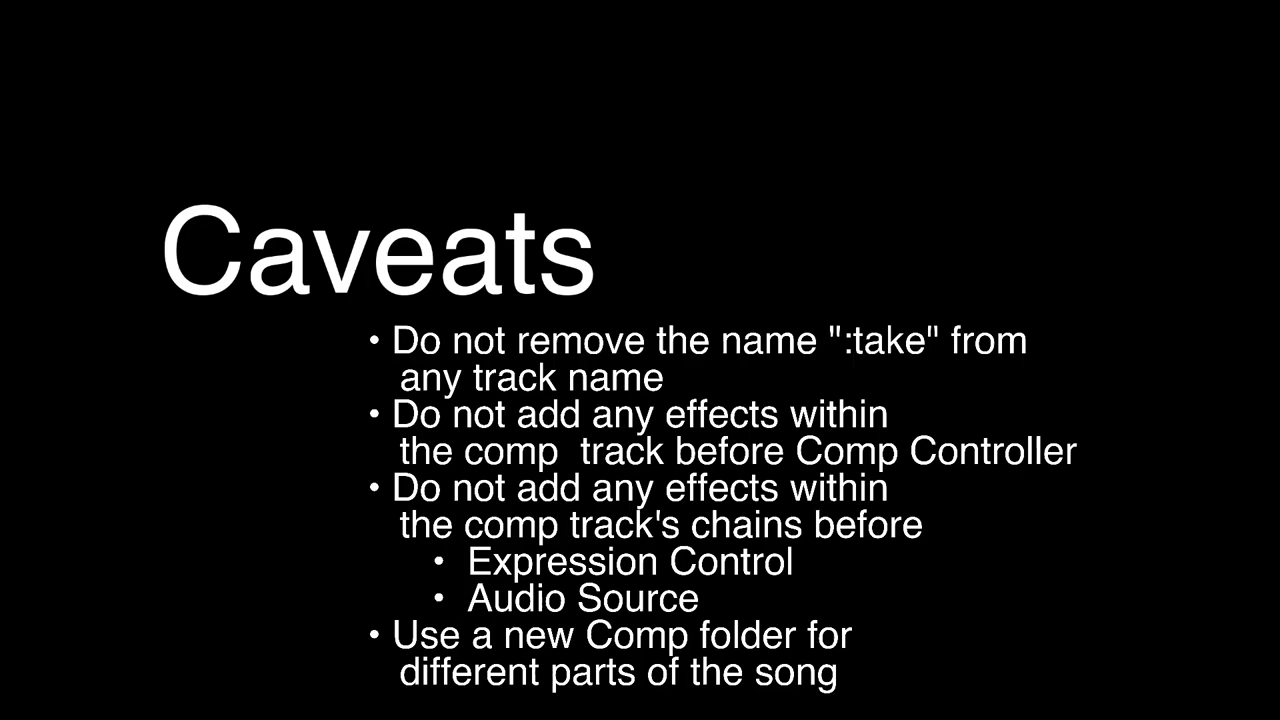 Caveats
• Do not remove the name ":take" from
any track name
• Do not add any effects within
the comp  track before Comp Controller
• Do not add any effects within
the comp track's chains before
• Expression Control
• Audio Source
• Use a new Comp folder for
different parts of the song